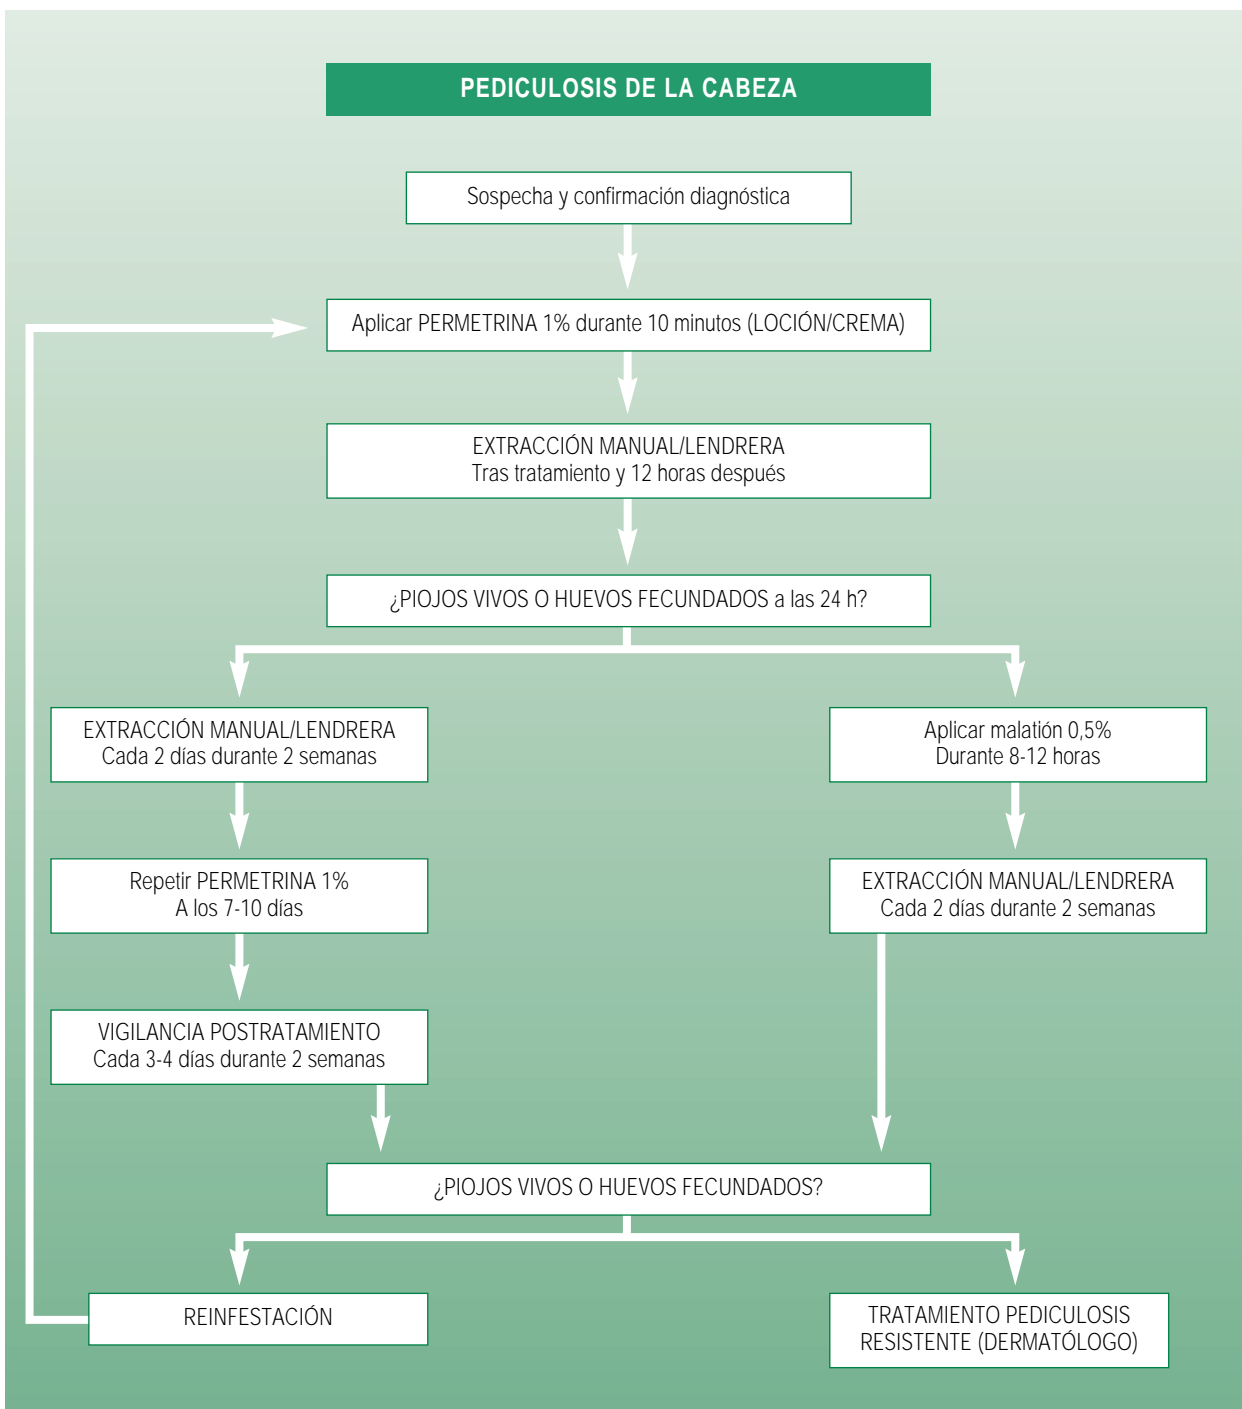 PEDICULOSIS DE LA CABEZA
Sospecha y confirmación diagnóstica
Aplicar PERMETRINA 1% durante 10 minutos (LOCIÓN/CREMA)
EXTRACCIÓN MANUAL/LENDRERA
Tras tratamiento y 12 horas después
¿PIOJOS VIVOS O HUEVOS FECUNDADOS a las 24 h?
EXTRACCIÓN MANUAL/LENDRERA
Cada 2 días durante 2 semanas
Aplicar malatión 0,5%
Durante 8-12 horas
Repetir PERMETRINA 1%
A los 7-10 días
EXTRACCIÓN MANUAL/LENDRERA
Cada 2 días durante 2 semanas
VIGILANCIA POSTRATAMIENTO
Cada 3-4 días durante 2 semanas
¿PIOJOS VIVOS O HUEVOS FECUNDADOS?
REINFESTACIÓN
TRATAMIENTO PEDICULOSIS
RESISTENTE (DERMATÓLOGO)